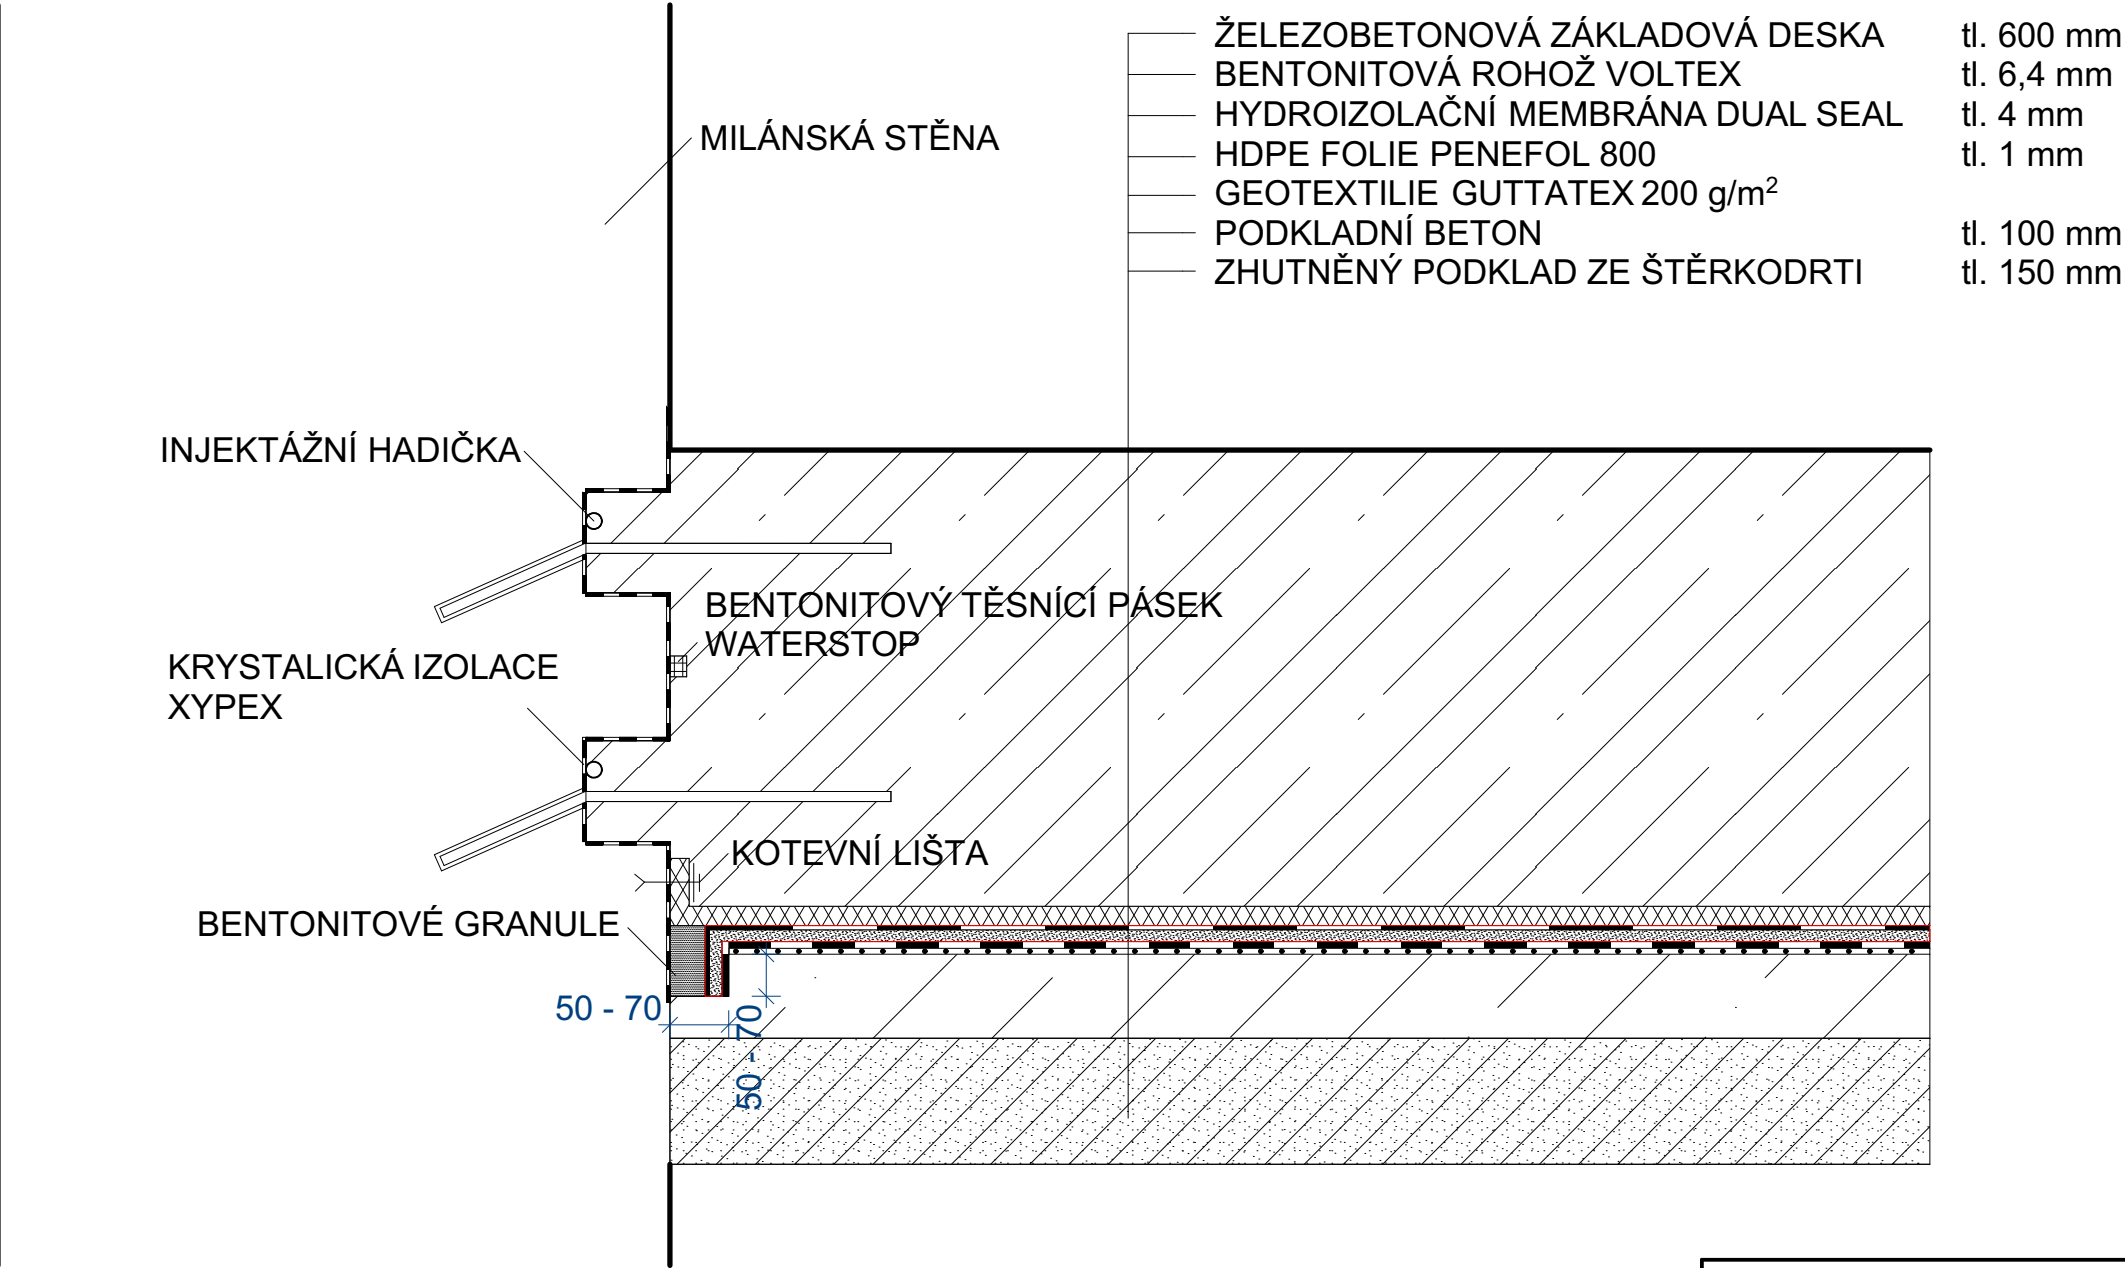 ŽELEZOBETONOVÁ ZÁKLADOVÁ DESKA tl. 600 mm
BENTONITOVÁ ROHOŽ VOLTEX tl. 6,4 mm
HYDROIZOLAČNÍ MEMBRÁNA DUAL SEAL tl. 4 mm
HDPE FOLIE PENEFOL 800 tl. 1 mm
GEOTEXTILIE GUTTATEX 200 g/m²
PODKLADNÍ BETON tl. 100 mm
ZHUTNĚNÝ PODKLAD ZE ŠTĚRKODRTI tl. 150 mm
MILÁNSKÁ STĚNA
INJEKTÁŽNÍ HADIČKA
BENTONITOVÝ TĚSNÍCÍ PÁSEK
WATERSTOP
KRYSTALICKÁ IZOLACE
XYPEX
KOTEVNÍ LIŠTA
BENTONITOVÉ GRANULE
50 - 70
50 - 70